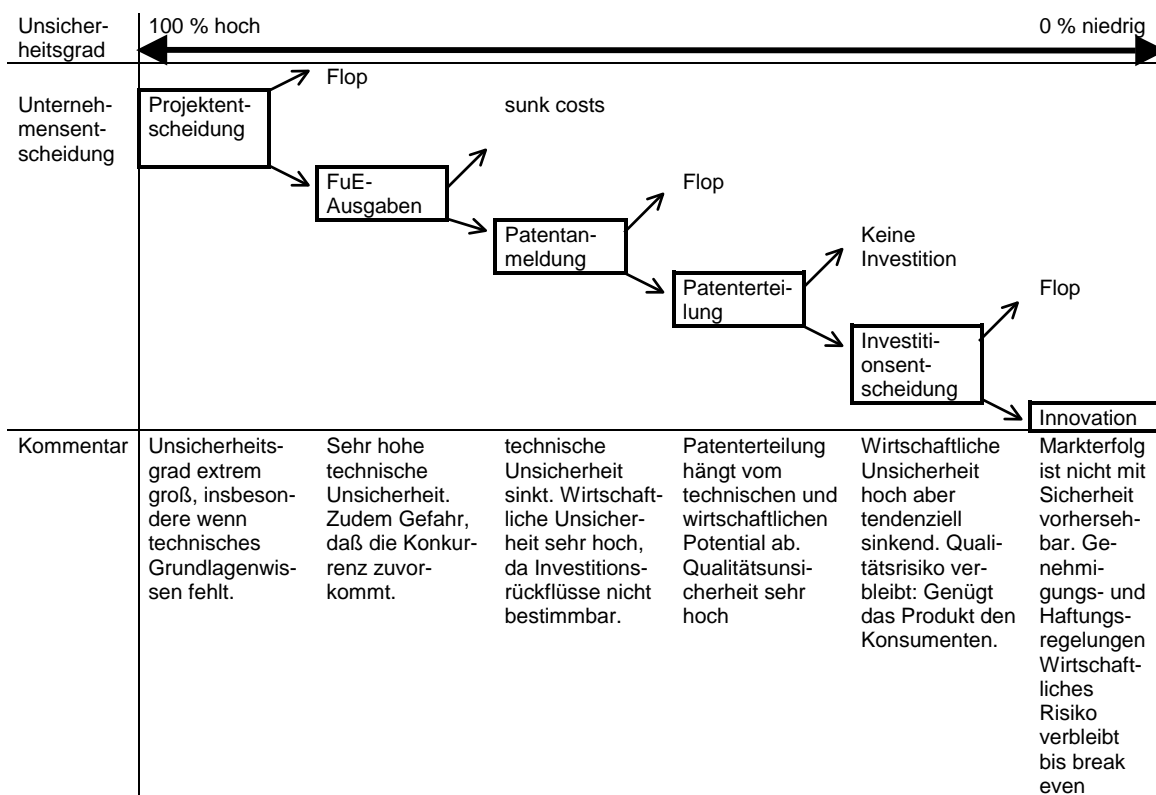 Unsicher-
heitsgrad
100 % hoch
0 % niedrig
Unterneh-
mensent-
scheidung
Projektent-
scheidung
Flop
FuE-
Ausgaben
sunk costs
Patentan-
meldung
Flop
Patenterteil-
lung
Keine
Investition
Investiti-
onsent-
scheidung
Flop
Innovation
Kommentar
Unsicherheits-
grad extrem
groß, insbeson-
dere wenn
technisches
Grundlagenwis-
sen fehlt.
Sehr hohe
technische
Unsicherheit.
Zudem Gefahr,
daß die Konkur-
renz zuvor-
kommt.
technische
Unsicherheit
sinkt. Wirtschaft-
liche Unsicher-
heit sehr hoch,
da Investitions-
rückflüsse nicht
bestimmbar.
Patenterteilung
hängt vom
technischen und
wirtschaftlichen
Potential ab.
Qualitätsunsi-
cherheit sehr
hoch
Wirtschaftliche
Unsicherheit
hoch aber
tendenziell
sinkend. Quali-
tätsrisiko ver-
bleibt: Genügt
das Produkt den
Konsumenten.
Markterfolg
ist nicht mit
Sicherheit
vorherseh-
bar. Ge-
nehmi-
gungs- und
Haftungs-
regelungen
Wirtschaft-
liches
Risiko
verbleibt
bis break
even